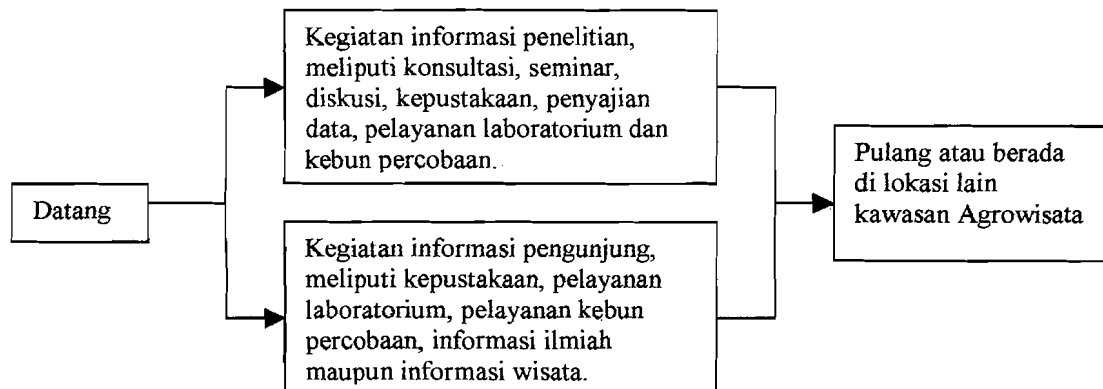 Datang
Kegiatan informasi penelitian,
meliputi konsultasi, seminar,
diskusi, kepustakaan, penyajian
data, pelayanan laboratorium dan
kebun percobaan.
Kegiatan informasi pengunjung,
meliputi kepustakaan, pelayanan
laboratorium, pelayanan kebun
percobaan, informasi ilmiah
maupun informasi wisata.
Pulang atau berada
di lokasi lain
kawasan Agrowisata